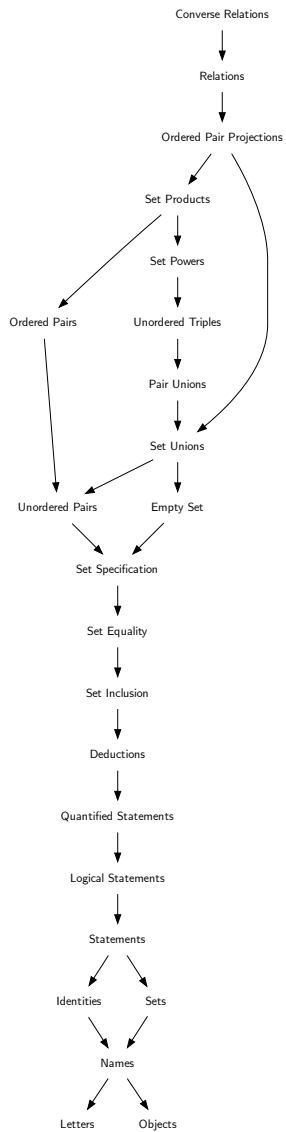 Converse Relations
Relations
Ordered Pair Projections
Set Products
Set Powers
Ordered Pairs
Unordered Triples
Pair Unions
Set Unions
Unordered Pairs
Empty Set
Set Specification
Set Equality
Set Inclusion
Deductions
Quantified Statements
Logical Statements
Statements
Identities
Sets
Names
Letters
Objects